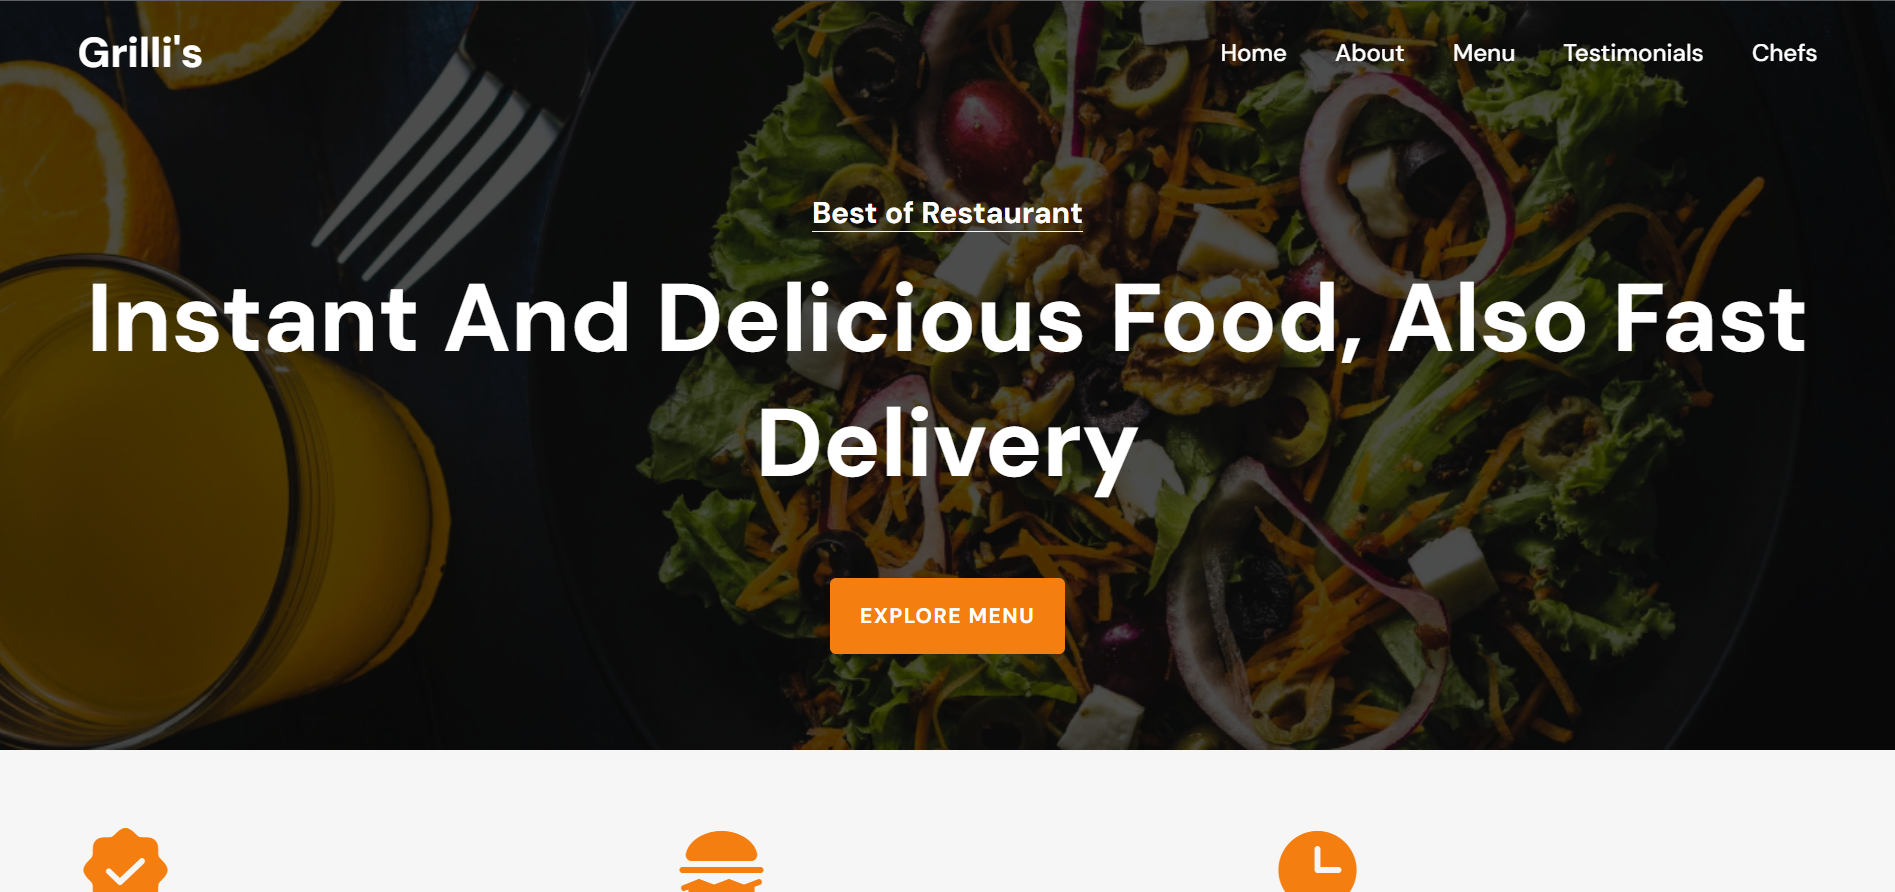 Grilli's
Home About Menu Testimonials Chefs
Best of Restaurant
Instant And Delicious Food, Also Fast
Delivery
EXPLORE MENU